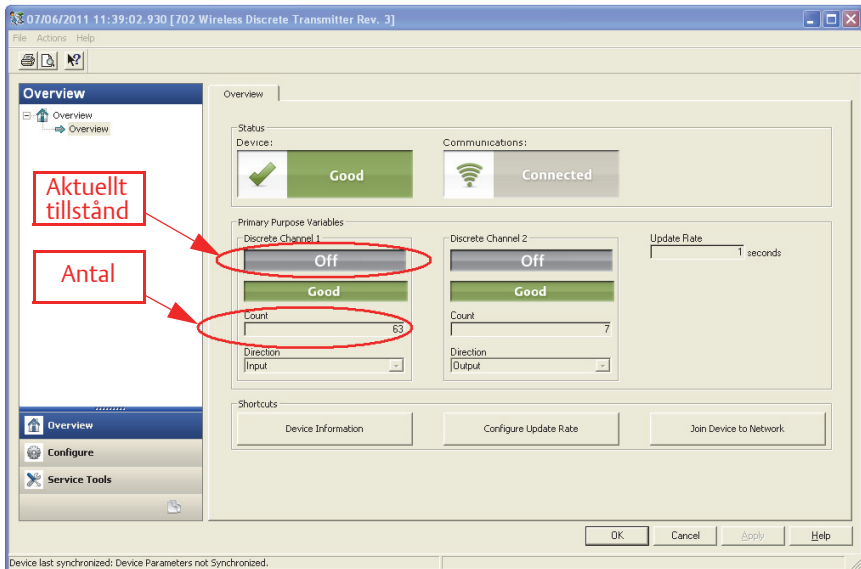 07/06/2011 11:39:02.930 [702 Wireless Discrete Transmitter Rev. 3]
File Actions Help
Overview
Overview
Overview
Aktuellt
tillstånd
Antal
Overview
Configure
Service Tools
Overview
Status
Device:
Good
Communications:
Connected
Primary Purpose Variables
Discrete Channel 1
Off
Good
Count
63
Direction
Input
Discrete Channel 2
Off
Good
Count
7
Direction
Output
Update Rate
1 seconds
Shortcuts
Device Information
Configure Update Rate
Join Device to Network
OK
Cancel
Apply
Help
Device last synchronized: Device Parameters not Synchronized.